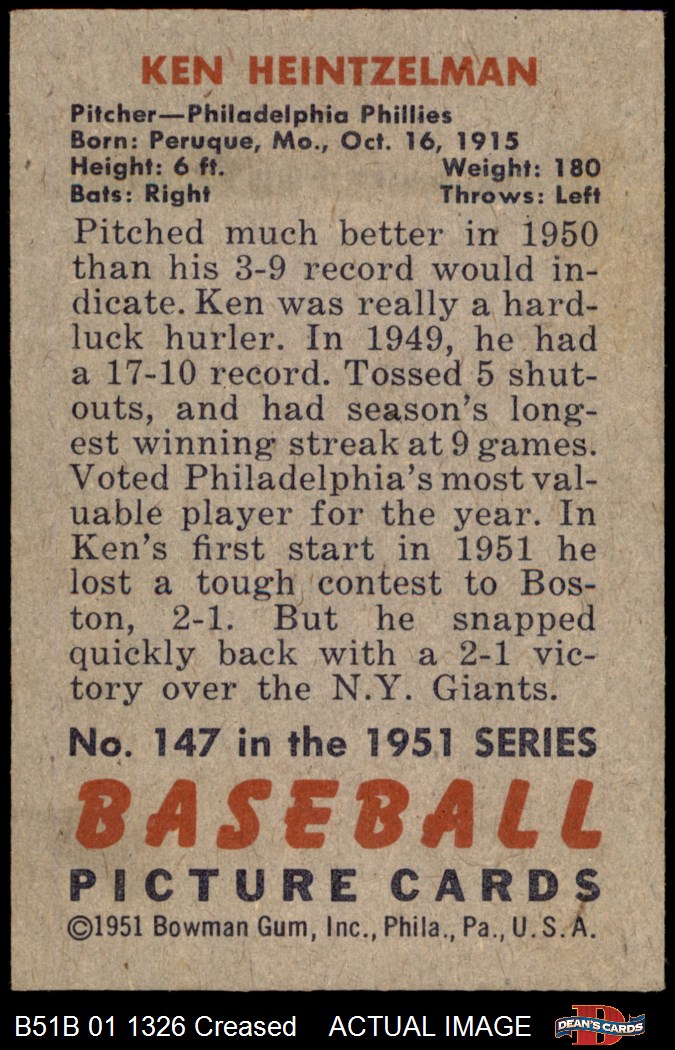 KEN HEINTZELMAN
Pitcher—Philadelphia Phillies
Born: Peruque, Mo., Oct. 16, 1915
Height: 6 ft. Weight: 180
Bats: Right Throws: Left
Pitched much better in 1950
than his 3-9 record would in-
dicate. Ken was really a hard-
luck hurler. In 1949, he had
a 17-10 record. Tossed 5 shut-
outs, and had season's long-
est winning streak at 9 games.
Voted Philadelphia's most val-
uable player for the year. In
Ken's first start in 1951 he
lost a tough contest to Bos-
ton, 2-1. But he snapped
quickly back with a 2-1 vic-
tory over the N.Y. Giants.
No. 147 in the 1951 SERIES
BASEBALL
PICTURE CARDS
©1951 Bowman Gum, Inc., Phila., Pa., U.S.A.
B51B 01 1326 Creased ACTUAL IMAGE
D
DEAN'S CARDS